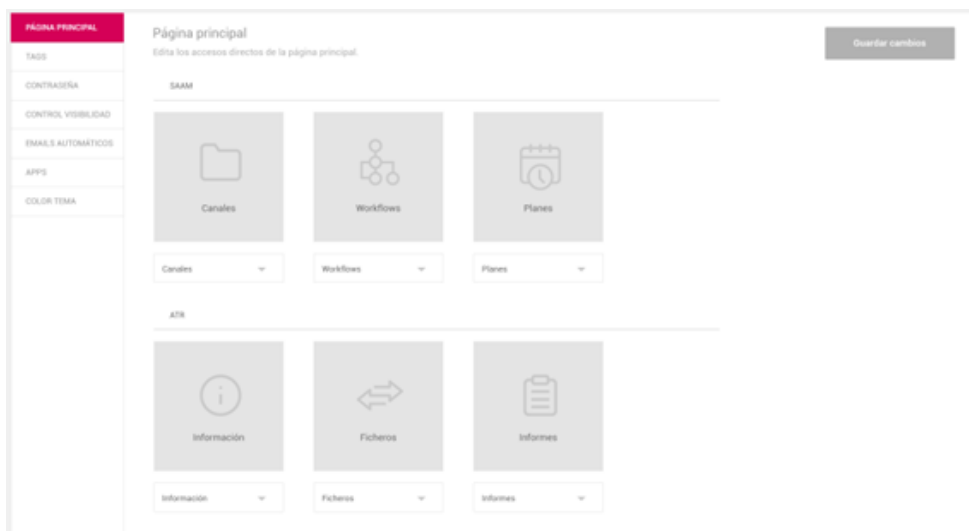 PÁGINA PRINCIPAL
TAGS
CONTRASEÑA
CONTROL VISIBILIDAD
EMAILS AUTOMÁTICOS
APPS
COLOR TEMA
Página principal
Edita los accesos directos de la página principal.
Guardar cambios
SAAM
Canales
Workflows
Planes
Canales
Workflows
Planes
ATR
Información
Ficheros
Informes
Información
Ficheros
Informes